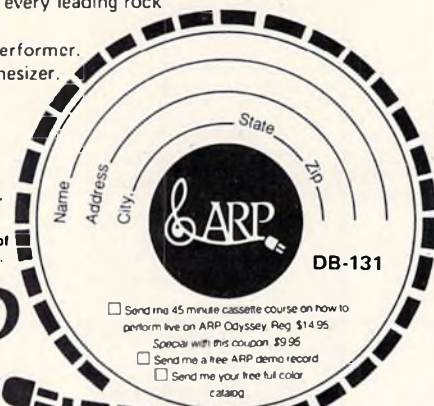 every leading rock
performer.
Name
Address
City,
State
Zip
ARP
DB-131
of
Send me 45 minute cassette course on how to
perform live on ARP Odyssey Reg $14.95
Special with this coupon $9.95
Send me a free ARP demo record
Send me your free full color
catalog